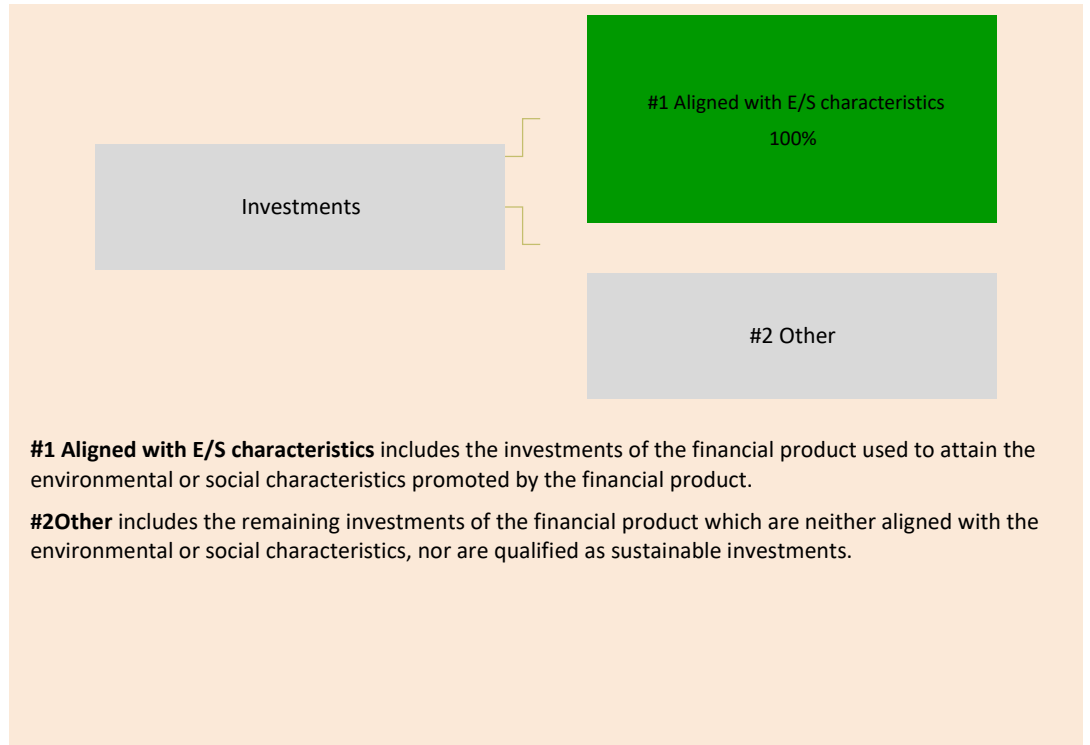 #1 Aligned with E/S characteristics
100%
Investments
#2 Other
#1 Aligned with E/S characteristics includes the investments of the financial product used to attain the
environmental or social characteristics promoted by the financial product.
#2Other includes the remaining investments of the financial product which are neither aligned with the
environmental or social characteristics, nor are qualified as sustainable investments.